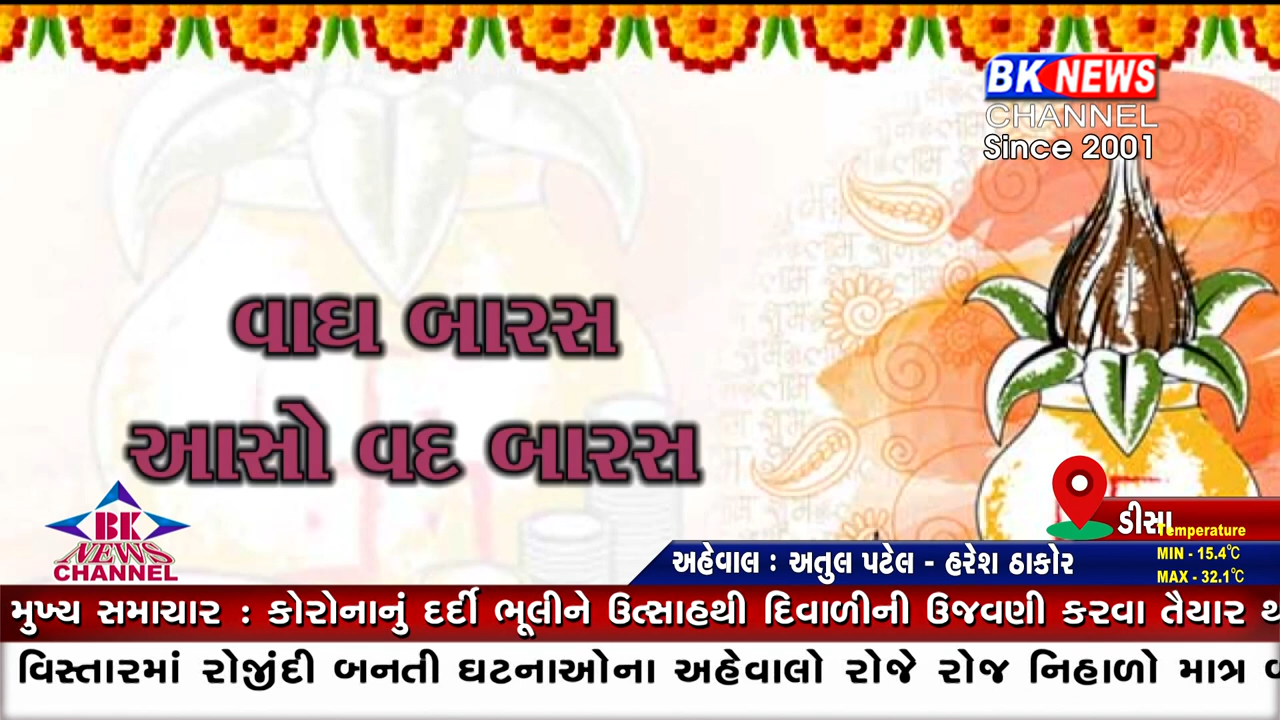 BK NEWS
CHANNEL
Since 2001
વાઘ બારસ
આસો વદ બારસ
BK
NEWS
CHANNEL
ડીસા
Temperature
MIN - 15.4℃
MAX - 32.1℃
અહેવાલ : અતુલ પટેલ - હરેશ ઠાકોર
મુખ્ય સમાચાર : કોરોનાનું દર્દી ભૂલીને ઉત્સાહથી દિવાળીની ઉજવણી કરવા તૈયાર
વિસ્તારમાં રોજીંદી બનતી ઘટનાઓના અહેવાલો રોજે રોજ નિહાળો માત્ર